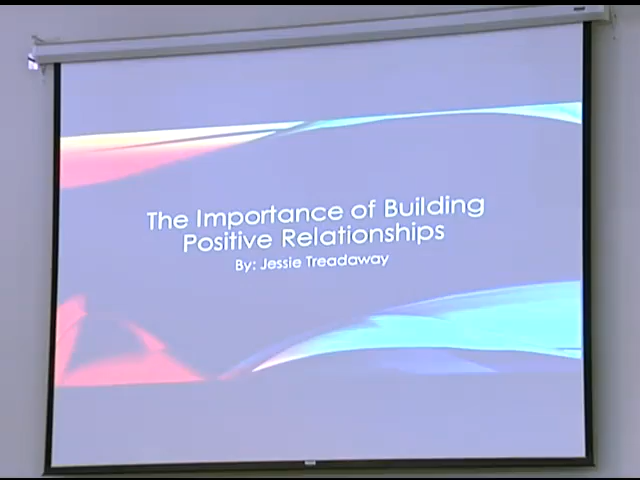 The Importance of Building
Positive Relationships
By: Jessie Treadaway